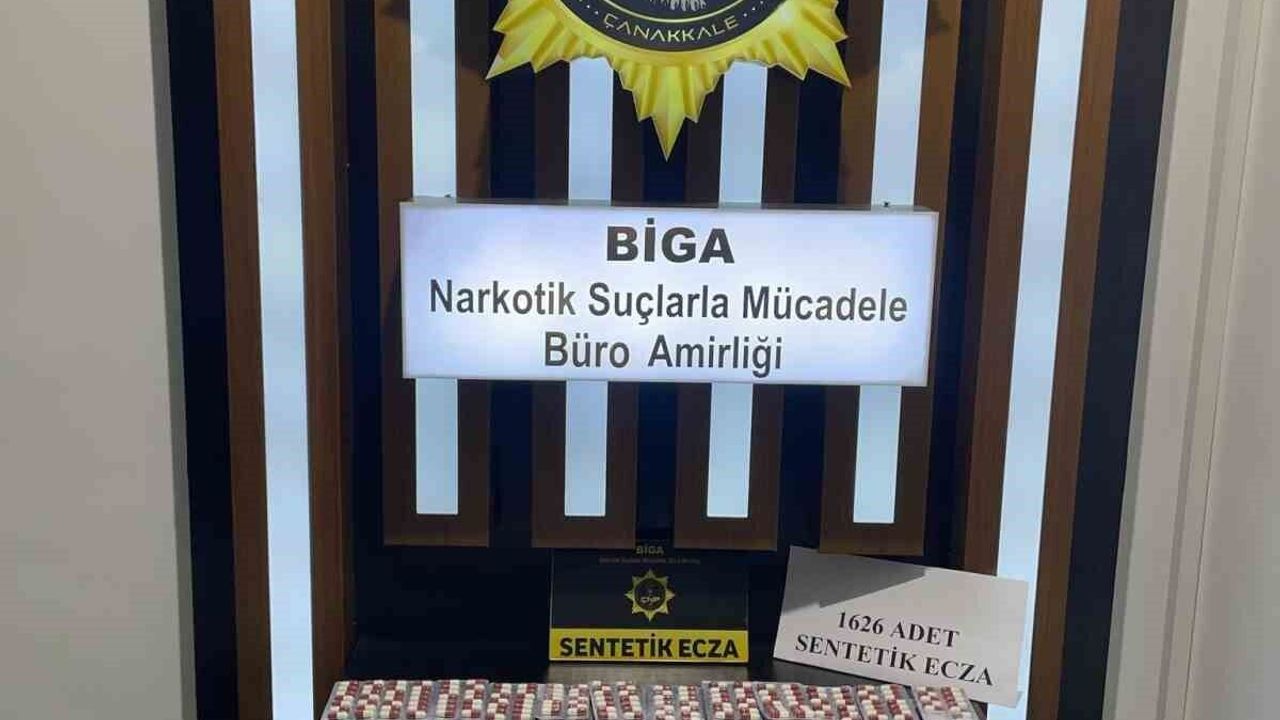 ÇANAKKALE
BİGA
Narkotik Suçlarla Mücadele
Büro Amirliği
BİGA
SENTETİK ECZA
1626 ADET
SENTETİK ECZA